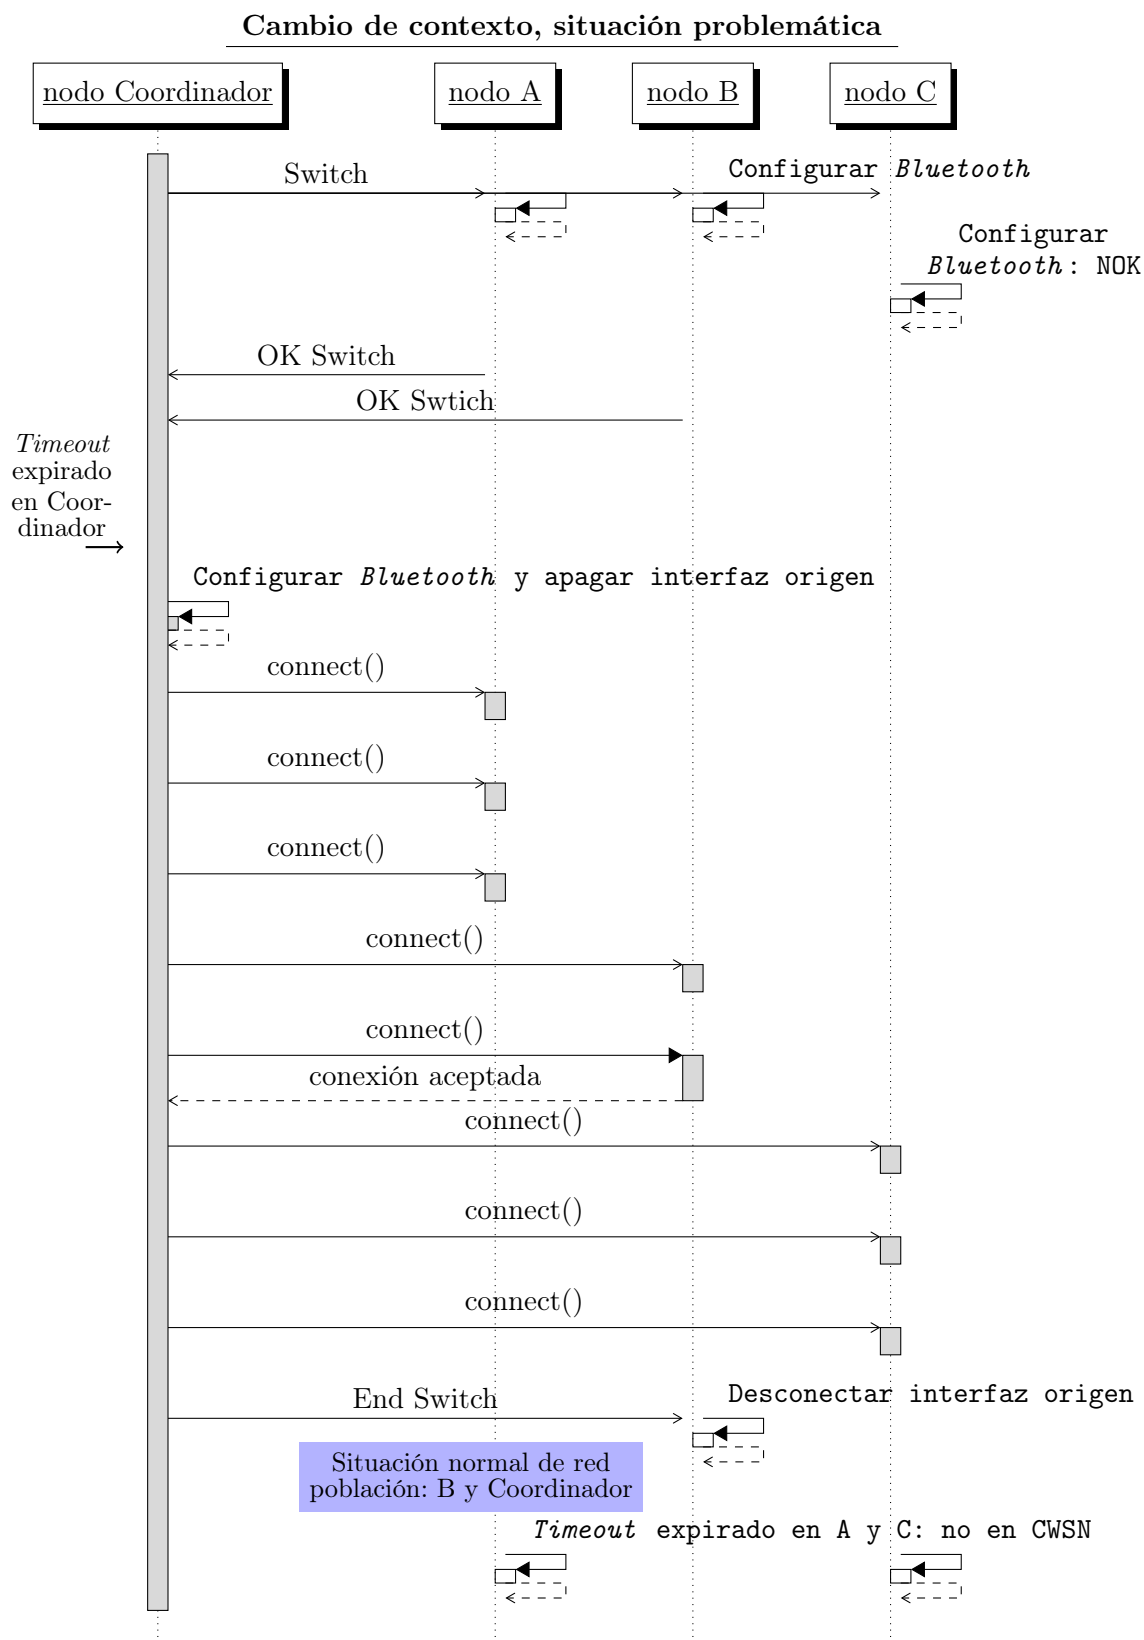 Cambio de contexto, situación problemática
nodo Coordinador
nodo A
nodo B
nodo C
Switch
Configurar Bluetooth
Configurar
Bluetooth: NOK
OK Switch
OK Swtich
Timeout
expirado
en Coor-
dinador
Configurar Bluetooth y apagar interfaz origen
connect()
connect()
connect()
connect()
connect()
conexión aceptada
connect()
connect()
connect()
End Switch
Desconectar interfaz origen
Situación normal de red
población: B y Coordinador
Timeout expirado en A y C: no en CWSN